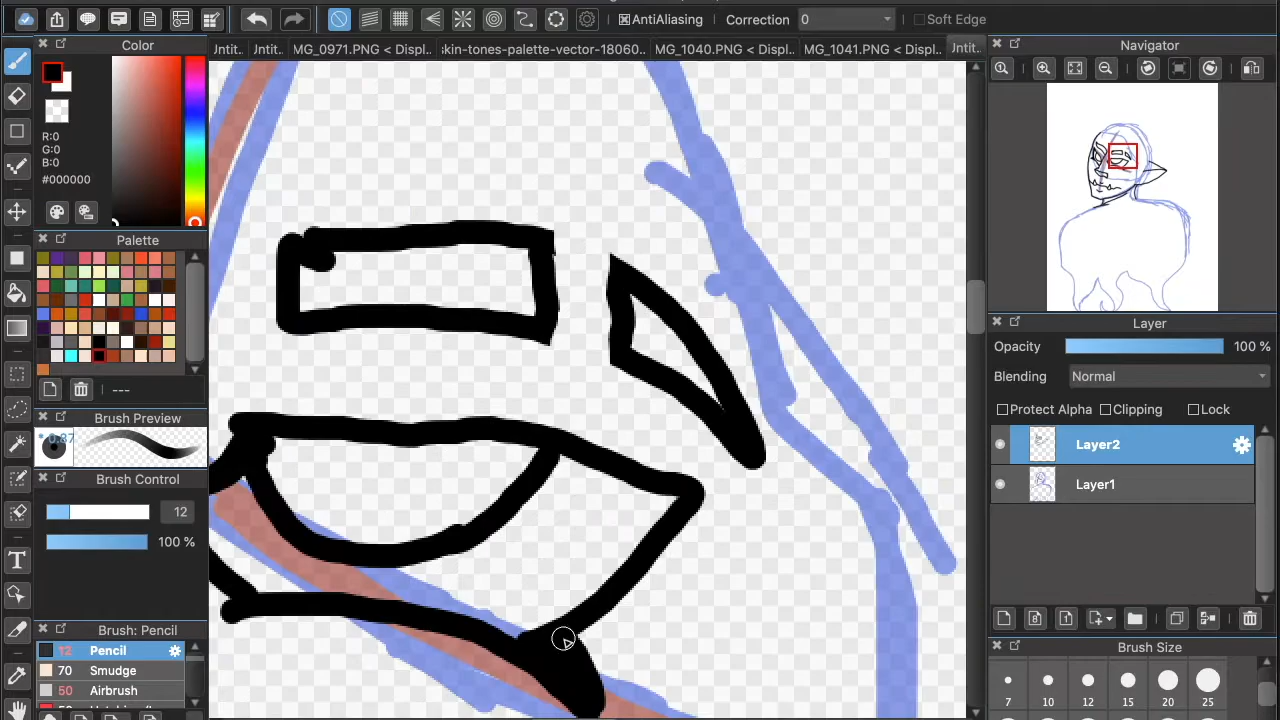 AntiAliasing
Correction
0
Soft Edge
Color
Jntit..
Jntit..
MG_0971.PNG < Displ..
skin-tones-palette-vector-18060..
MG_1040.PNG < Displ..
MG_1041.PNG < Displ..
Jntit..
Navigator
R:0
G:0
B:0
#000000
Palette
---
Brush Preview
* 0.87
Brush Control
12
100 %
Brush: Pencil
12 Pencil
70 Smudge
50 Airbrush
T
Layer
Opacity
100 %
Blending
Normal
Protect Alpha
Clipping
Lock
Layer2
Layer1
Brush Size
7
10
12
15
20
25